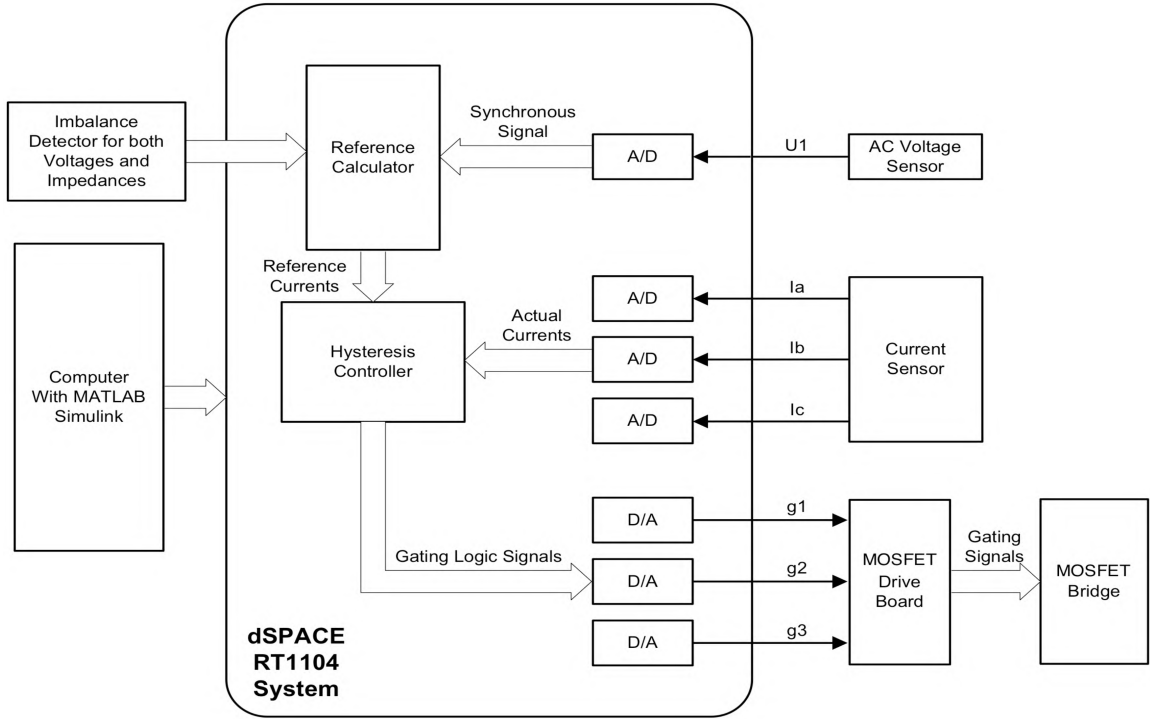 Imbalance
Detector for both
Voltages and
Impedances
Reference
Calculator
Synchronous
Signal
A/D
U1
AC Voltage
Sensor
Reference
Currents
Computer
With MATLAB
Simulink
Hysteresis
Controller
Actual
Currents
A/D
A/D
A/D
Ia
Ib
Ic
Current
Sensor
Gating Logic Signals
D/A
D/A
D/A
g1
g2
g3
MOSFET
Drive
Board
Gating
Signals
MOSFET
Bridge
dSPACE
RT1104
System